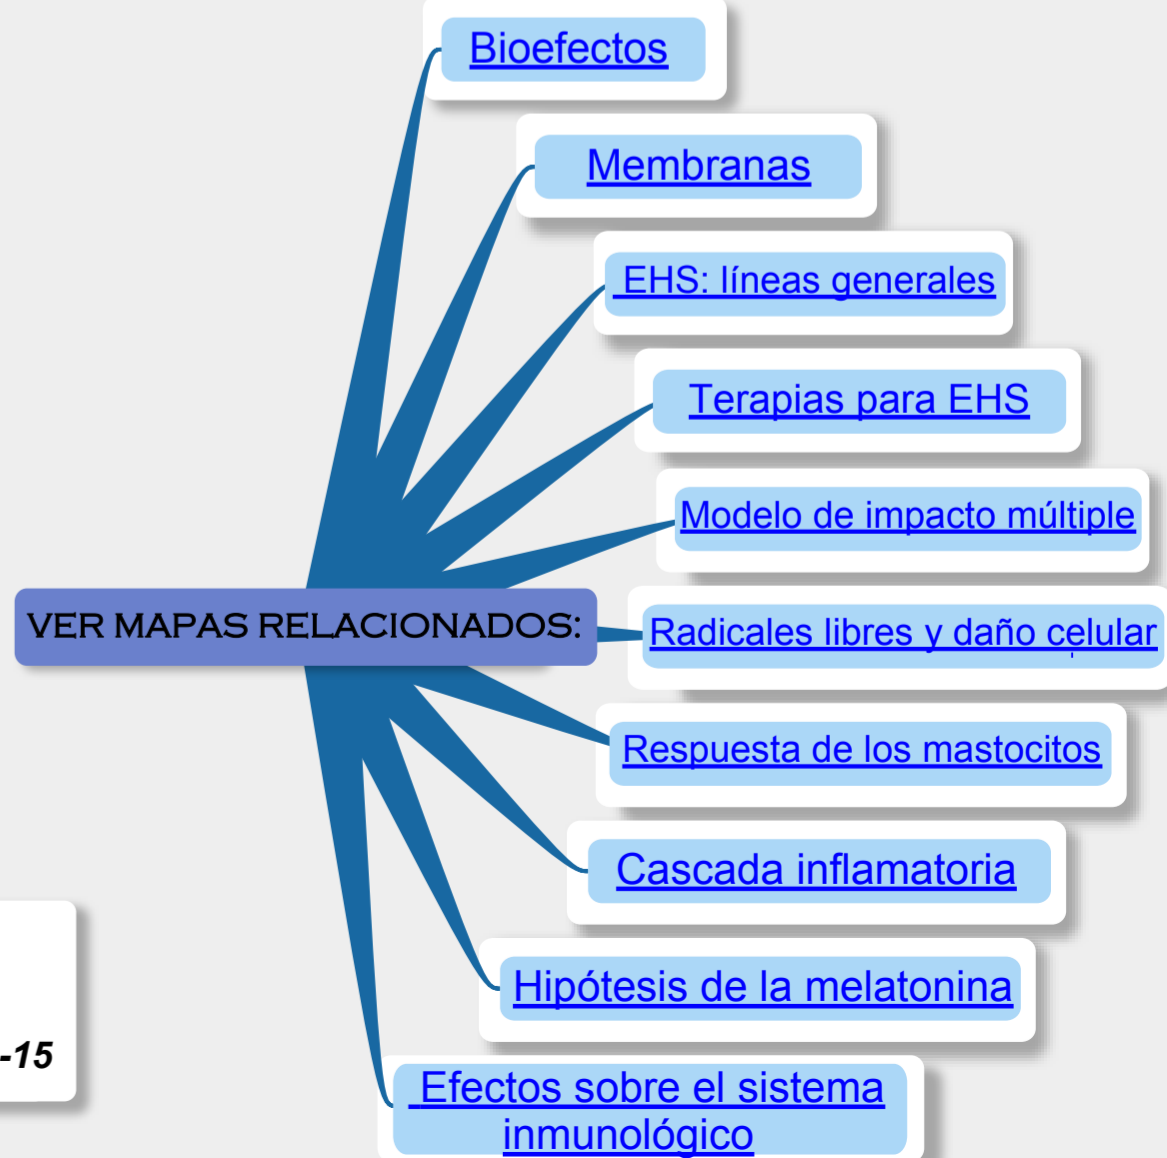 Bioefectos
Membranas
EHS: líneas generales
Terapias para EHS
Modelo de impacto múltiple
VER MAPAS RELACIONADOS:
Radicales libres y daño celular
Respuesta de los mastocitos
Cascada inflamatoria
Hipótesis de la melatonina
-15
Efectos sobre el sistema
inmunológico